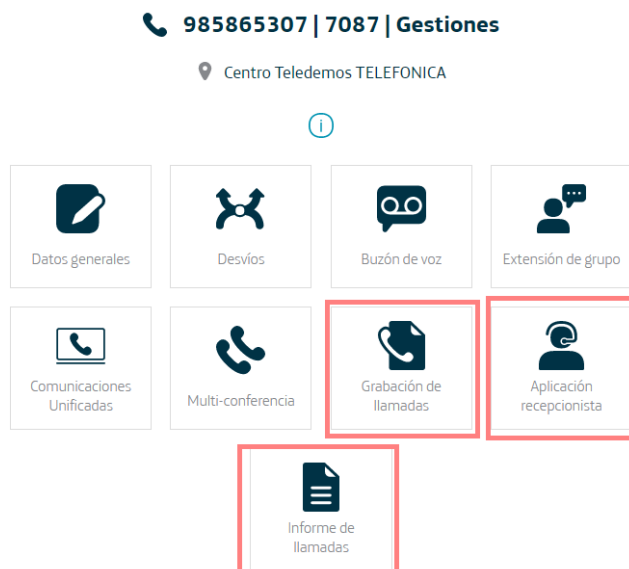 985865307 | 7087 | Gestiones
Centro Teledemos TELEFONICA
i
Datos generales
Desvíos
Buzón de voz
Extensión de grupo
Comunicaciones
Unificadas
Multi-conferencia
Grabación de
llamadas
Aplicación
recepcionista
Informe de
llamadas